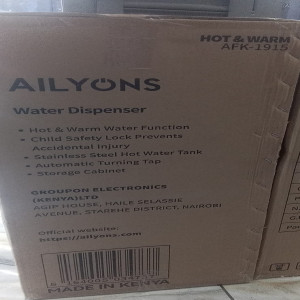 HOT & WARM
AFK-1915
AILYONS
Water Dispenser
• Hot & Warm Water Function
• Child Safety Lock Prevents
Accidental Injury
• Stainless Steel Hot Water Tank
• Automatic Turning Tap
• Storage Cabinet
GROUPON ELECTRONICS
(KENYA)LTD
AGIP HOUSE, HAILE SELASSIE
AVENUE, STAREHE DISTRICT, NAIROBI
Official website:
https://ailyons.com
MADE IN KENYA